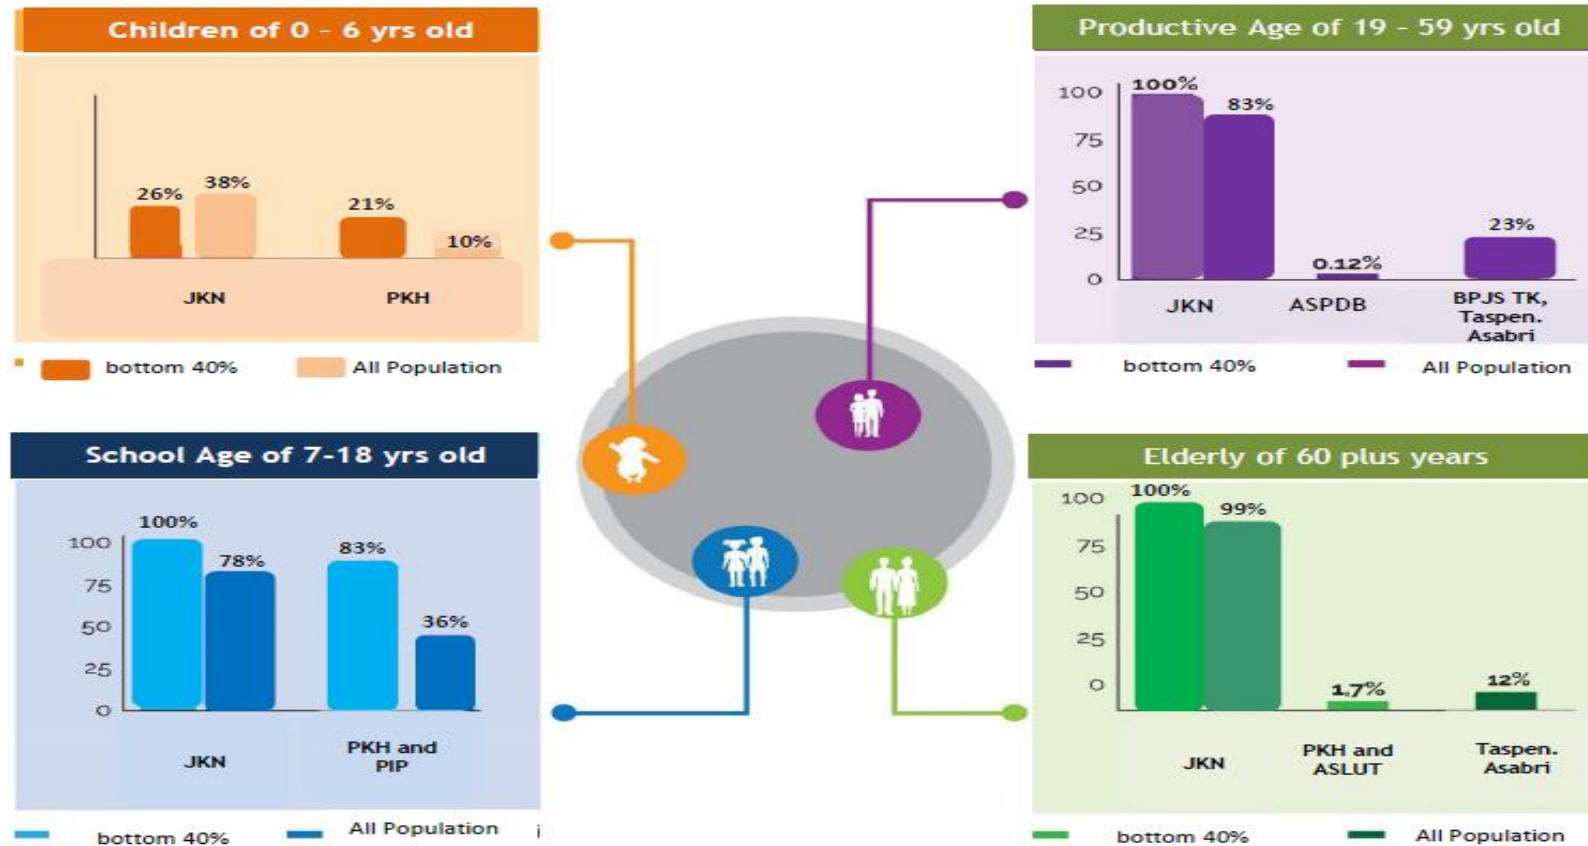 Children of 0 - 6 yrs old
26%
38%
21%
10%
JKN
PKH
bottom 40%
All Population
Productive Age of 19 - 59 yrs old
100
75
50
25
0
100%
83%
0.12%
23%
JKN
ASPDB
BPJS TK,
Taspen.
Asabri
bottom 40%
All Population
School Age of 7-18 yrs old
100
75
50
25
0
100%
78%
83%
36%
JKN
PKH and
PIP
bottom 40%
All Population
i
Elderly of 60 plus years
100
75
50
25
0
100%
99%
1,7%
12%
JKN
PKH and
ASLUT
Taspen.
Asabri
bottom 40%
All Population